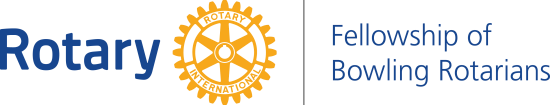 Rotary
ROTARY
INTERNATIONAL
Fellowship of
Bowling Rotarians